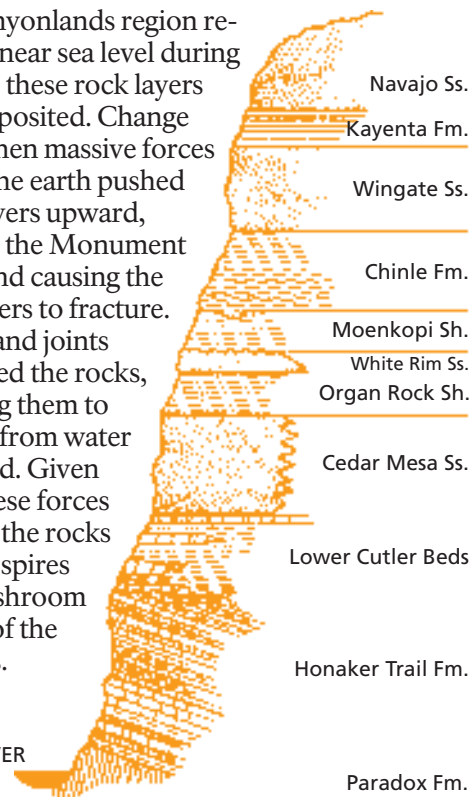 nyonlands region re-
near sea level during
these rock layers
posited. Change
hen massive forces
he earth pushed
yers upward,
the Monument
nd causing the
ers to fracture.
and joints
ed the rocks,
g them to
from water
d. Given
ese forces
the rocks
spires
shroom
of the
s.
TER
Navajo Ss.
Kayenta Fm.
Wingate Ss.
Chinle Fm.
Moenkopi Sh.
White Rim Ss.
Organ Rock Sh.
Cedar Mesa Ss.
Lower Cutler Beds
Honaker Trail Fm.
Paradox Fm.